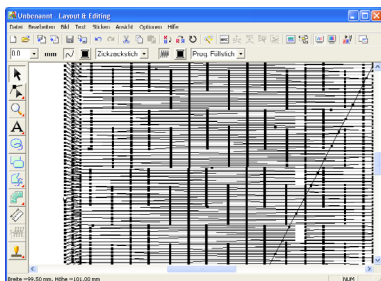 Unbenannt Layout & Editing
Datei Bearbeiten Bild Text Sticken Ansicht Optionen Hilfe
0.0 mm Zickzackstich Prog. Füllstich
Breite =99.50 mm, Höhe =101.00 mm
NUM